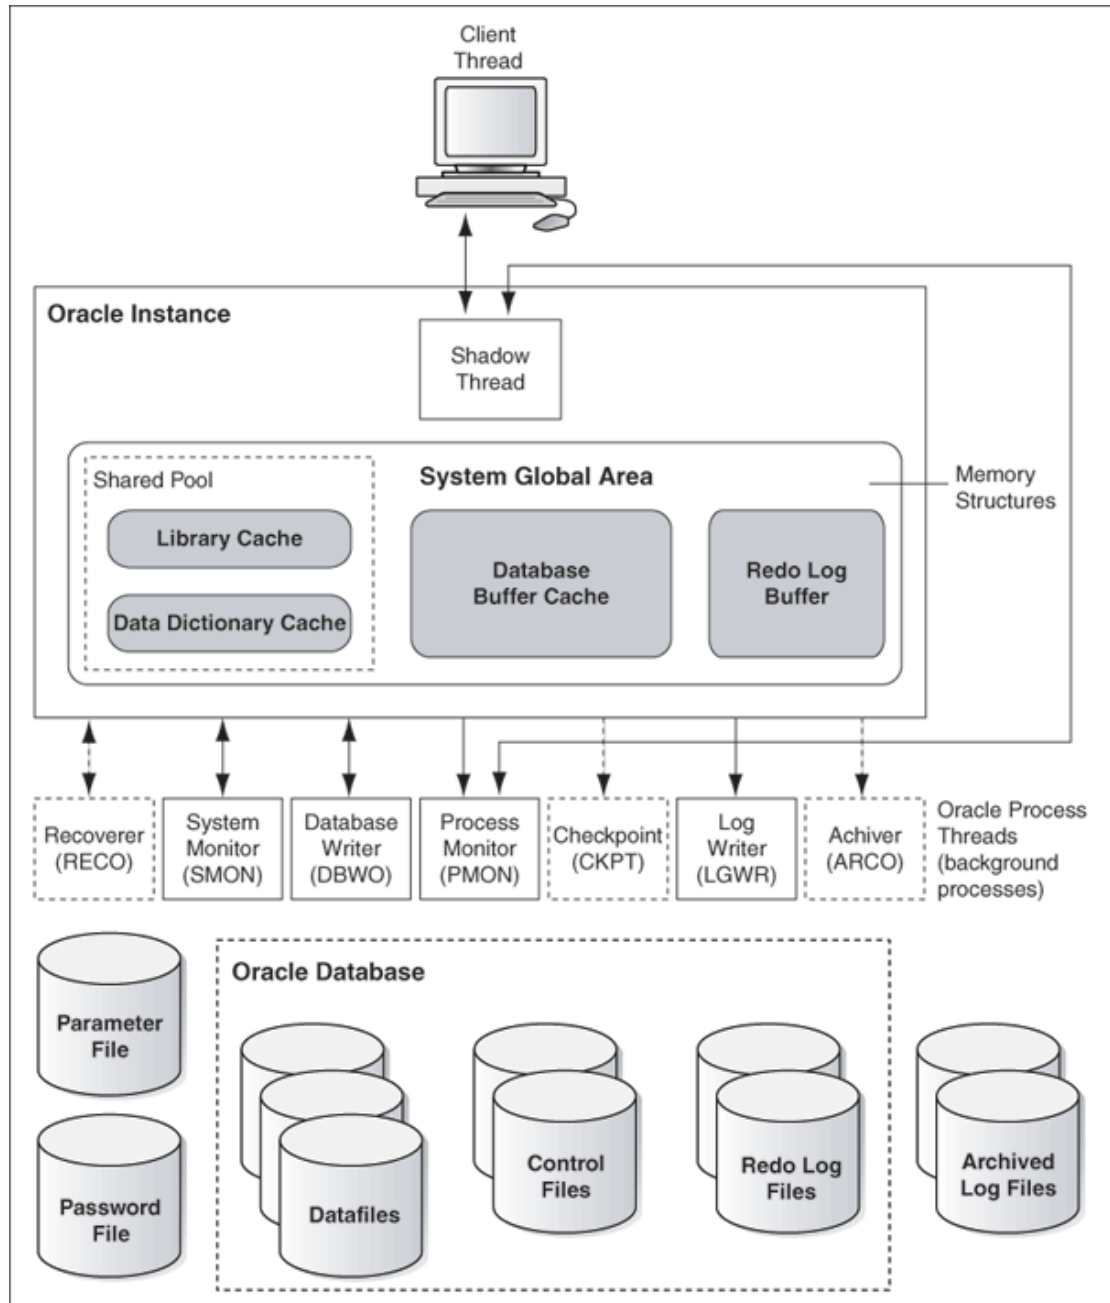 Client
Thread
Oracle Instance
Shadow
Thread
Shared Pool
System Global Area
Memory
Structures
Library Cache
Database
Buffer Cache
Redo Log
Buffer
Data Dictionary Cache
Recoverer
(RECO)
System
Monitor
(SMON)
Database
Writer
(DBWO)
Process
Monitor
(PMON)
Checkpoint
(CKPT)
Log
Writer
(LGWR)
Achiver
(ARCO)
Oracle Process
Threads
(background
processes)
Parameter
File
Password
File
Oracle Database
Datafiles
Control
Files
Redo Log
Files
Archived
Log Files